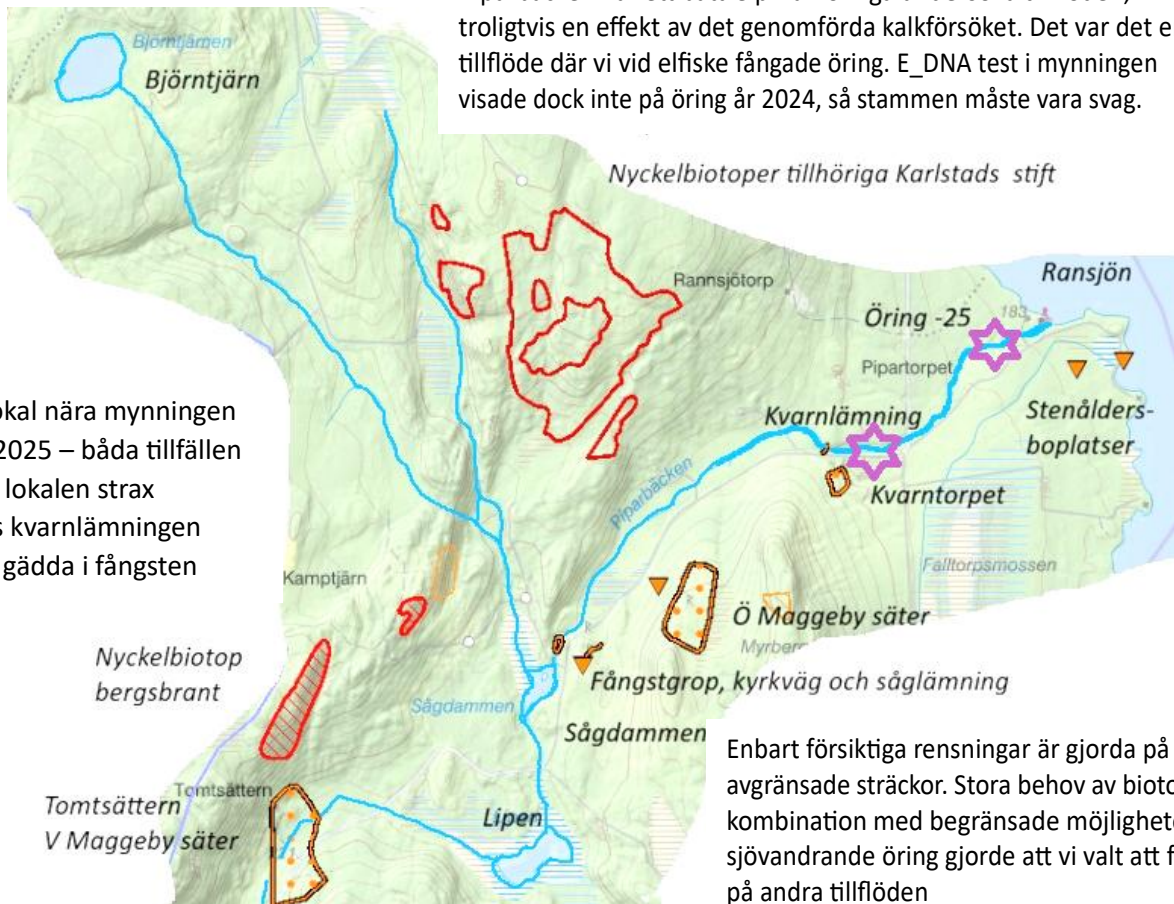 troligtvis en effekt av det genomförda kalkförsöket. Det var det e
tillflöde där vi vid elfiske fångade öring. E_DNA test i mynningen
visade dock inte på öring år 2024, så stammen måste vara svag.
Björntjärnen
Björntjärn
Nyckelbiotoper tillhöriga Karlstads stift
Rannsjötorp
Ransjön
Öring -25
183
Pipartorpet
okal nära mynningen
2025 – båda tillfällen
lokalen strax
s kvarnlämningen
gädda i fångsten
Kvarnlämning
Stenålders-
boplatser
Piparbäcken
Kvarntorpet
Falltorpsmossen
Kamptjärn
Ö Maggeby säter
Myrber
Nyckelbiotop
bergsbrant
Fångstgrop, kyrkväg och såglämning
Sågdammen
Sågdammen
Enbart försiktiga rensningar är gjorda på
avgränsade sträckor. Stora behov av bioto
kombination med begränsade möjlighete
sjövandrande öring gjorde att vi valt att f
på andra tillflöden
Tomtsättern
Tomtsättern
V Maggeby säter
Lipen